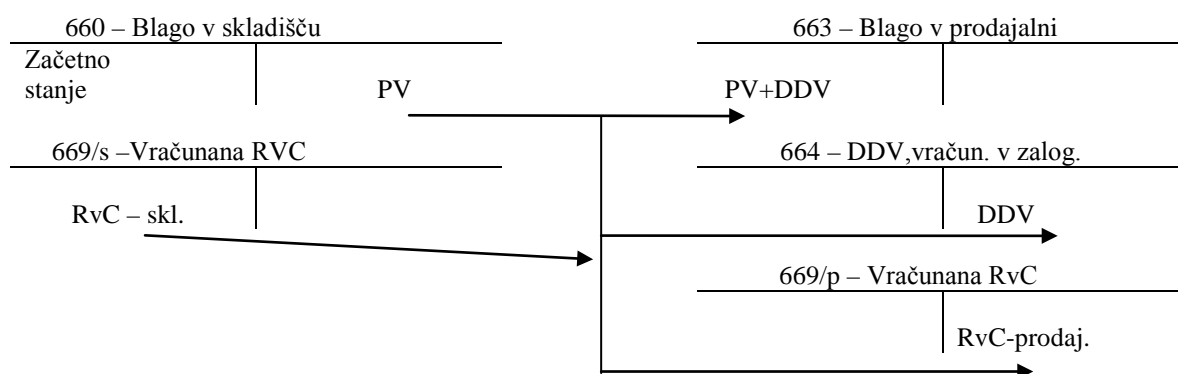 660 – Blago v skladišču
663 – Blago v prodajalni
Začetno
stanje
PV
PV+DDV
669/s –Vračunana RVC
664 – DDV,vračun. v zalog.
RvC – skl.
DDV
669/p – Vračunana RvC
RvC-prodaj.